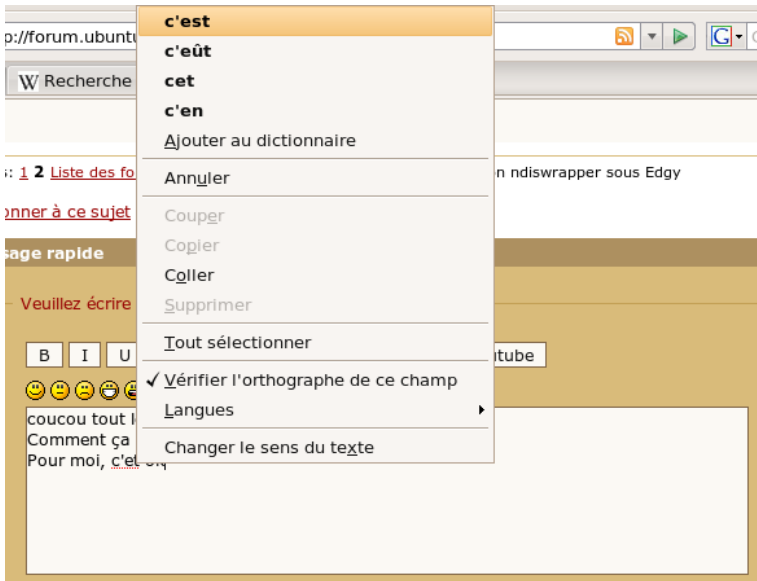 c'est
p://forum.ubuntu
c'eût
G
W Recherche
cet
c'en
Ajouter au dictionnaire
1 2 Liste des fo
n ndiswrapper sous Edgy
Annuler
onner à ce sujet
Couper
Copier
sage rapide
Coller
Veuillez écrire
Supprimer
Tout sélectionner
B I U
utube
Vérifier l'orthographe de ce champ
coucou tout l
Langues
Comment ça
Changer le sens du texte
Pour moi, c'et